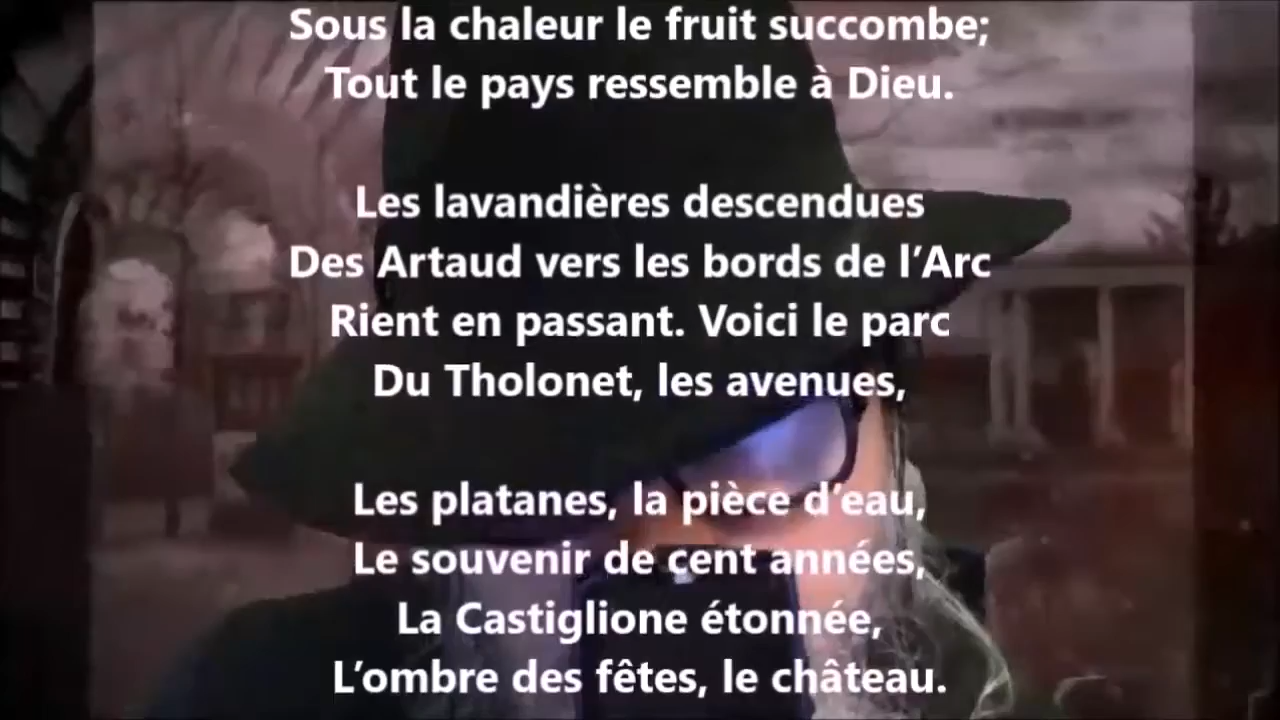 Sous la chaleur le fruit succombe;
Tout le pays ressemble à Dieu.
Les lavandières descendues
Des Artaud vers les bords de l’Arc
Rient en passant. Voici le parc
Du Tholonet, les avenues,
Les platanes, la pièce d’eau,
Le souvenir de cent années,
La Castiglione étonnée,
L’ombre des fêtes, le château.